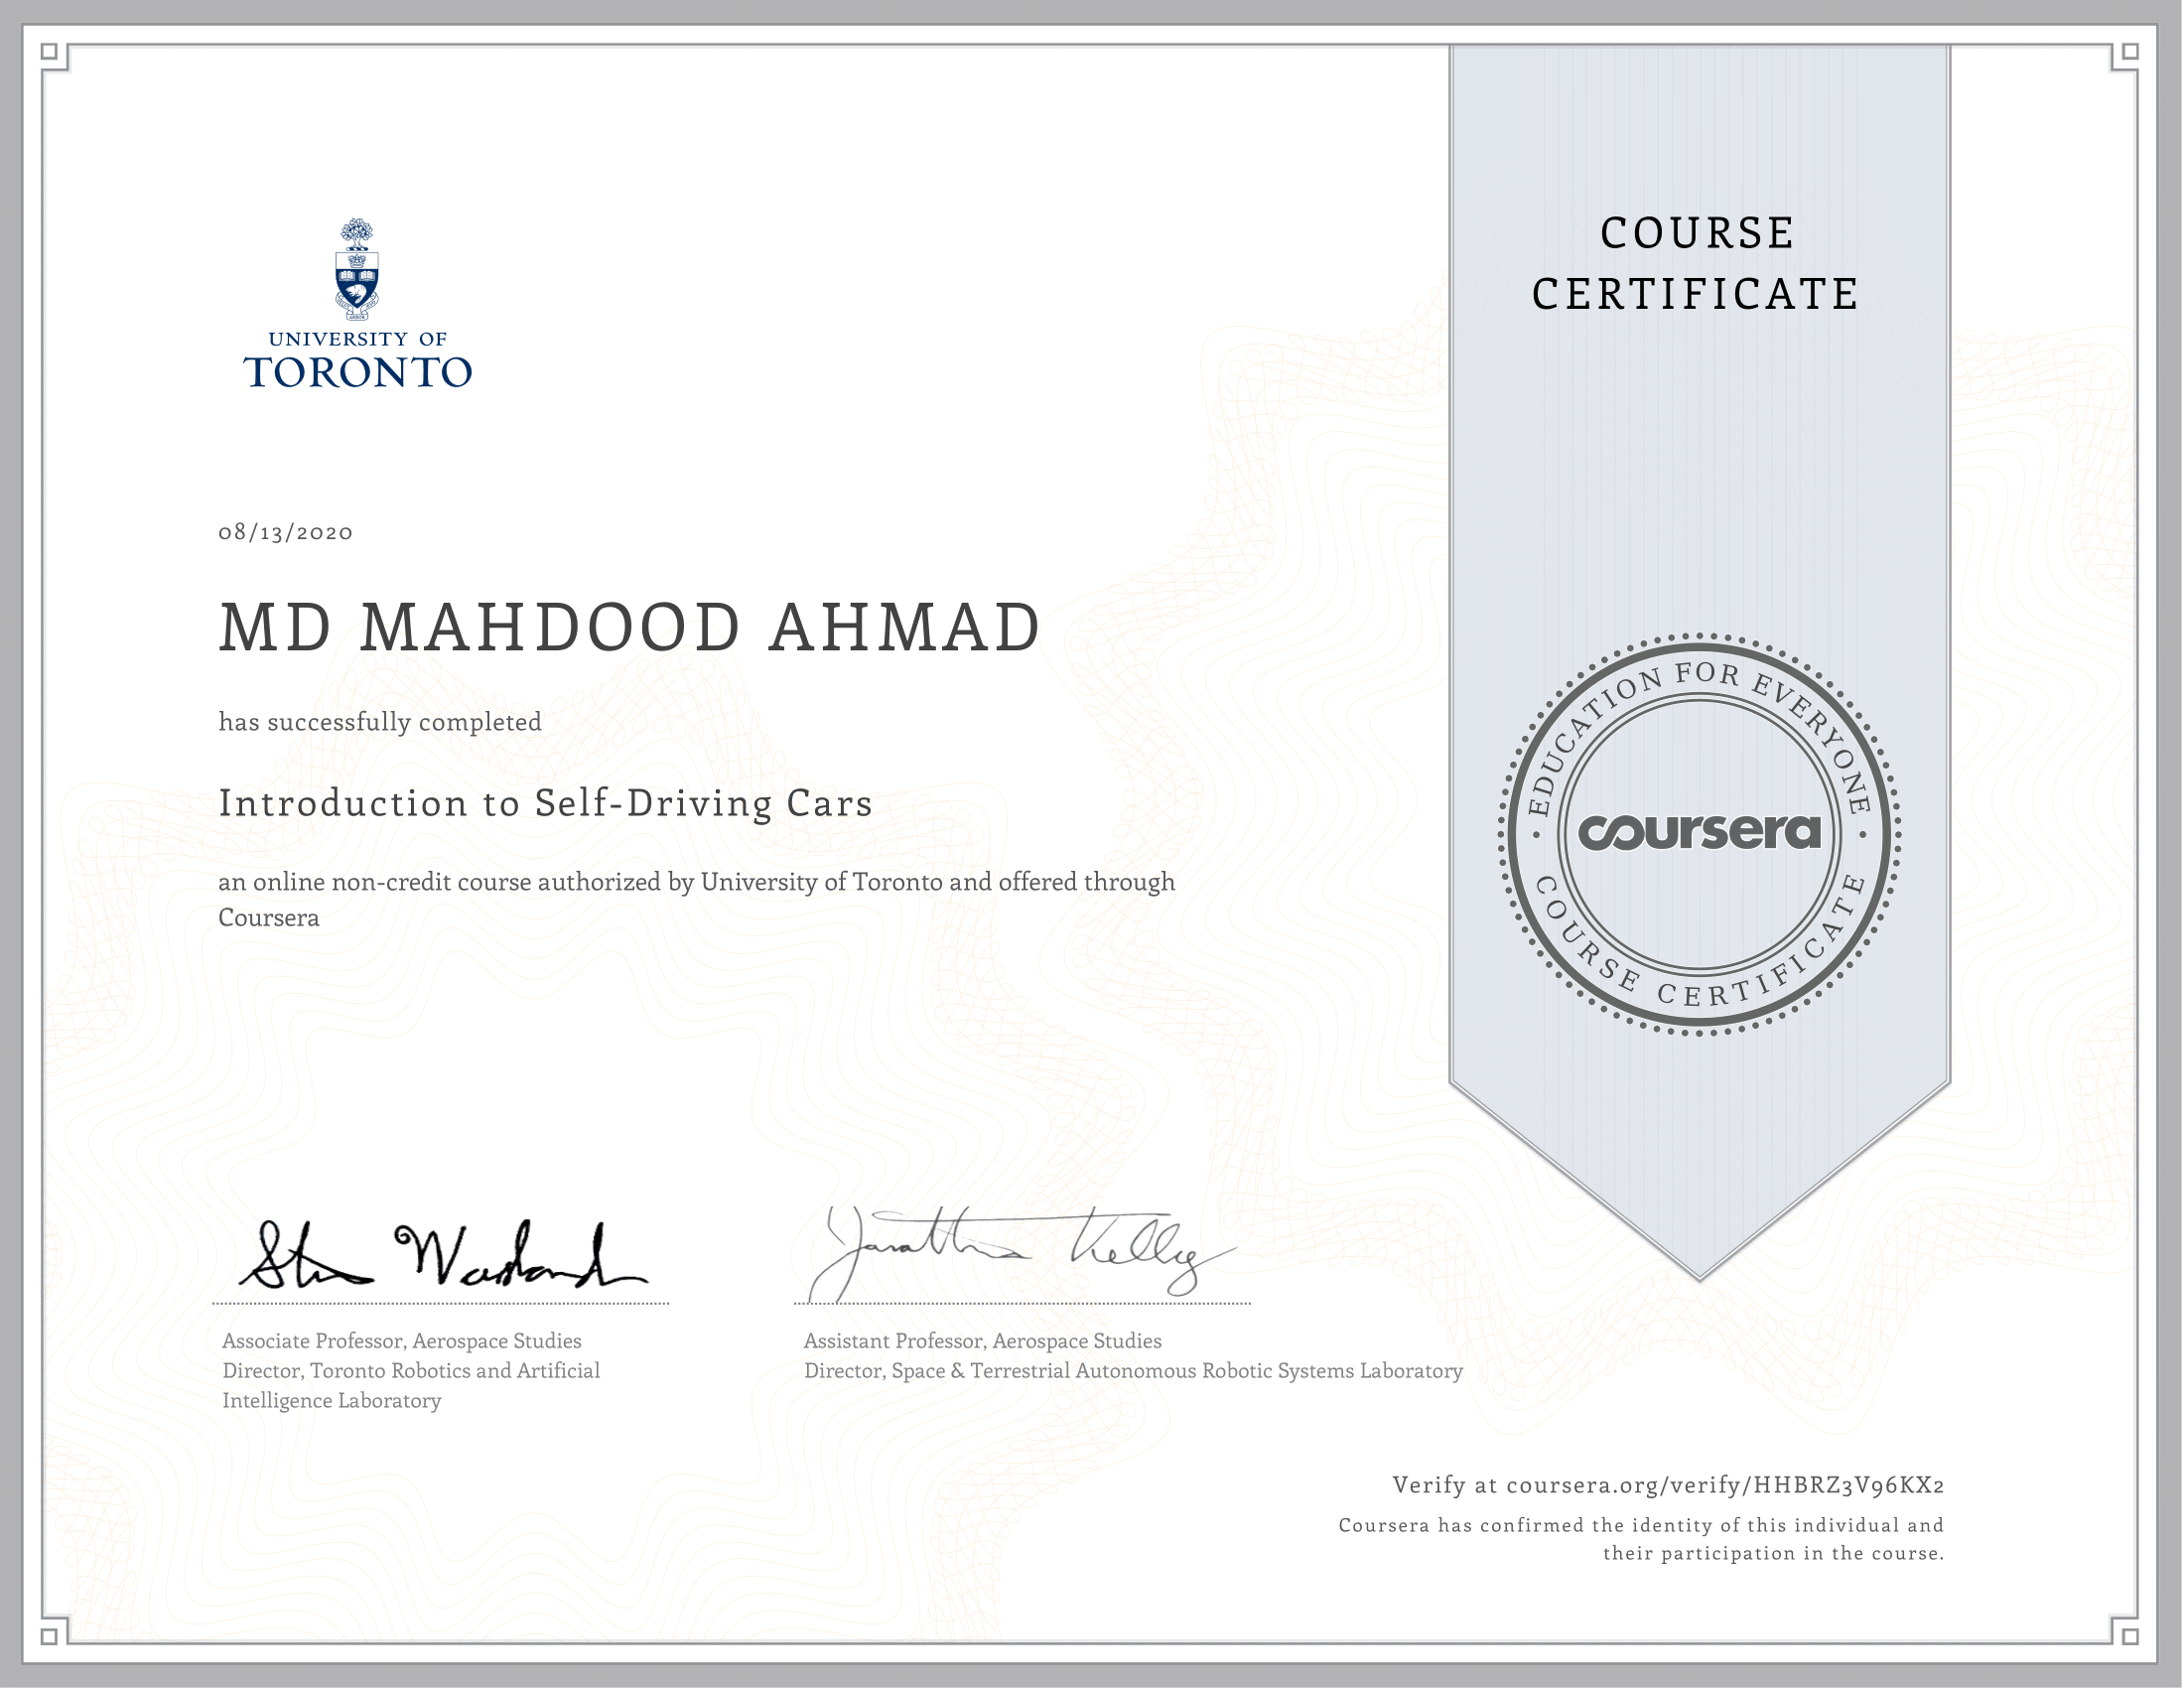 UNIVERSITY OF
TORONTO
COURSE
CERTIFICATE
08/13/2020
MD MAHDOOD AHMAD
has successfully completed
Introduction to Self-Driving Cars
an online non-credit course authorized by University of Toronto and offered through
Coursera
EDUCATION FOR EVERYONE
coursera
COURSE CERTIFICATE
Associate Professor, Aerospace Studies
Director, Toronto Robotics and Artificial
Intelligence Laboratory
Assistant Professor, Aerospace Studies
Director, Space & Terrestrial Autonomous Robotic Systems Laboratory
Verify at coursera.org/verify/HHBRZ3V96KX2
Coursera has confirmed the identity of this individual and
their participation in the course.